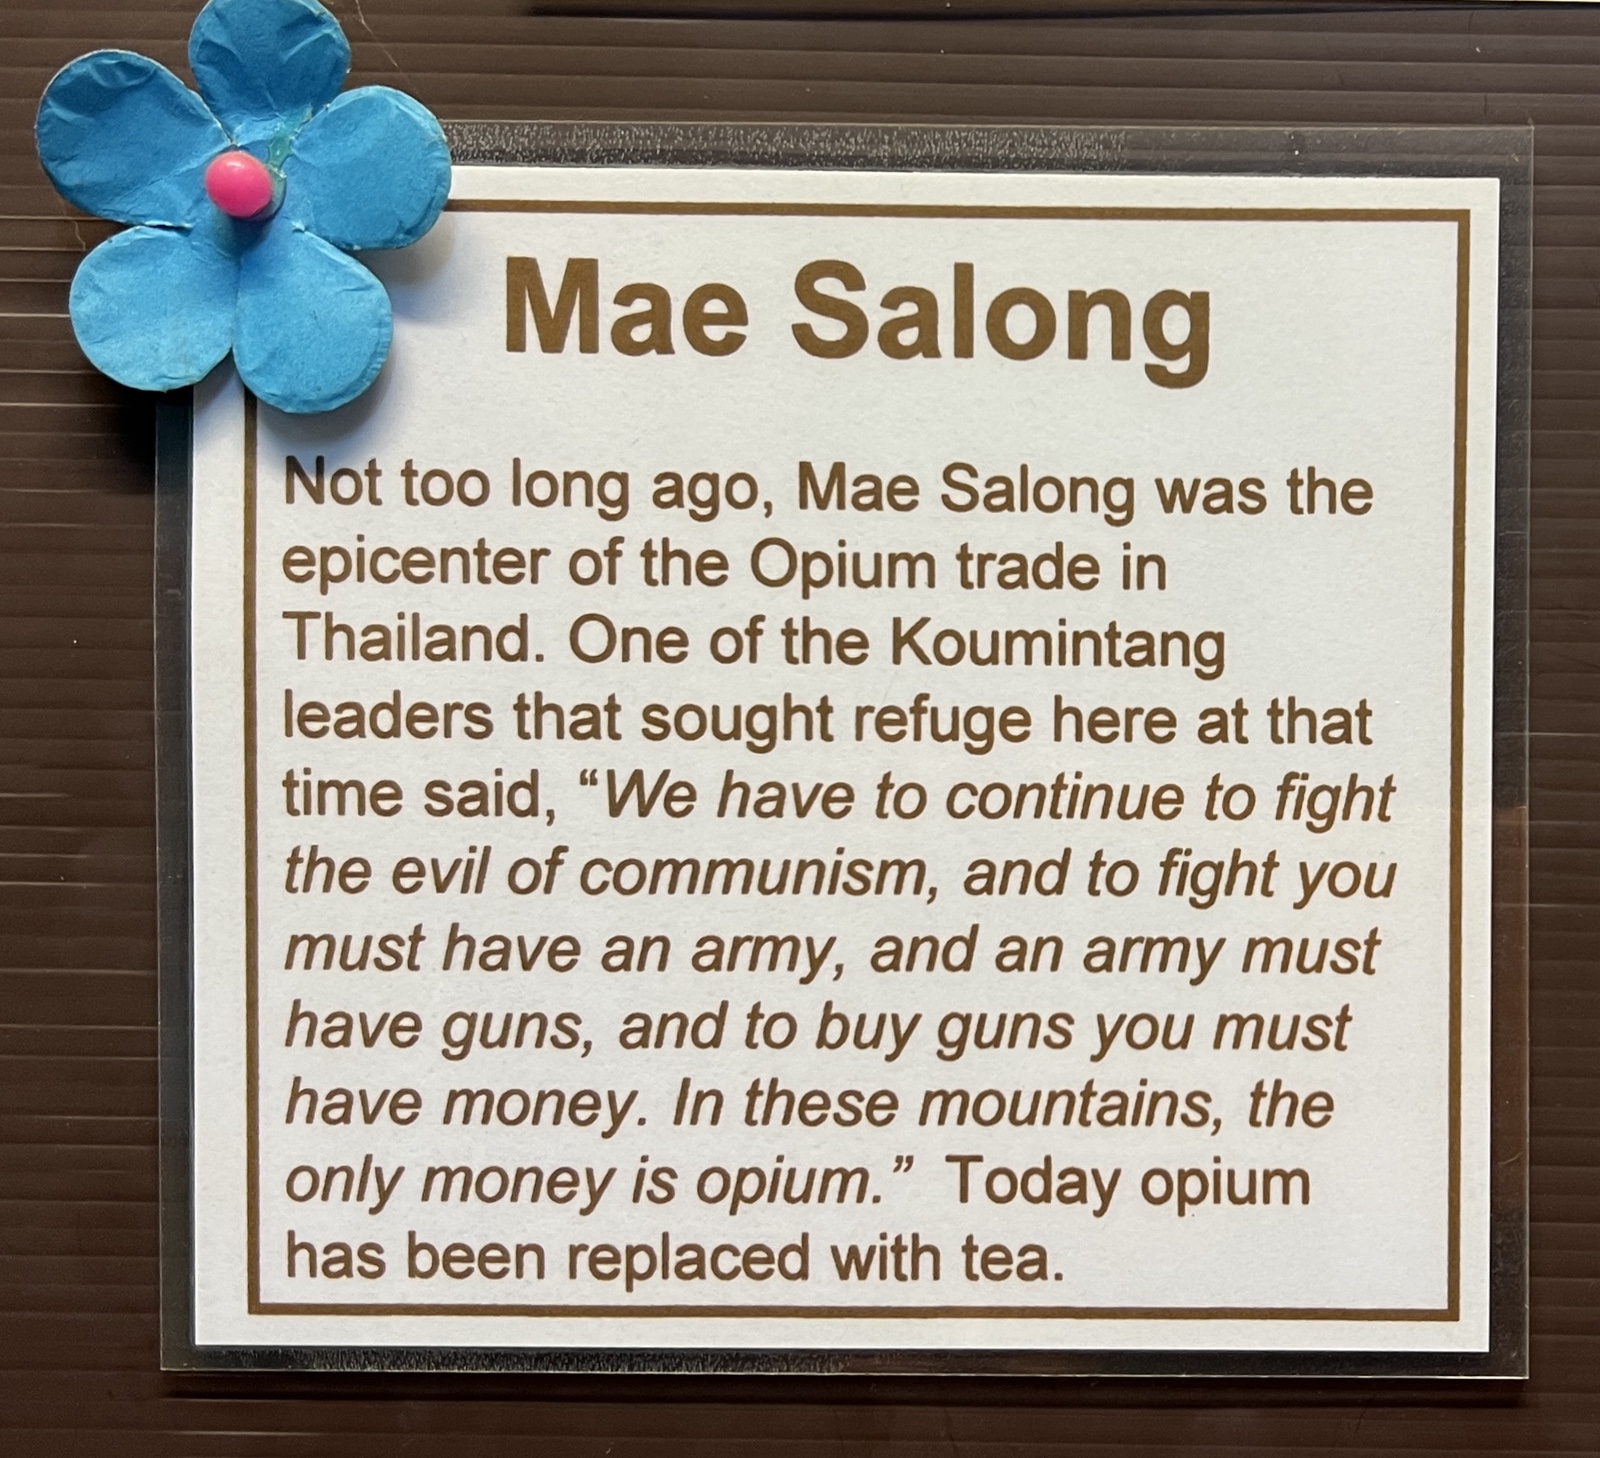 Mae Salong
Not too long ago, Mae Salong was the
epicenter of the Opium trade in
Thailand. One of the Koumintang
leaders that sought refuge here at that
time said, “We have to continue to fight
the evil of communism, and to fight you
must have an army, and an army must
have guns, and to buy guns you must
have money. In these mountains, the
only money is opium.” Today opium
has been replaced with tea.